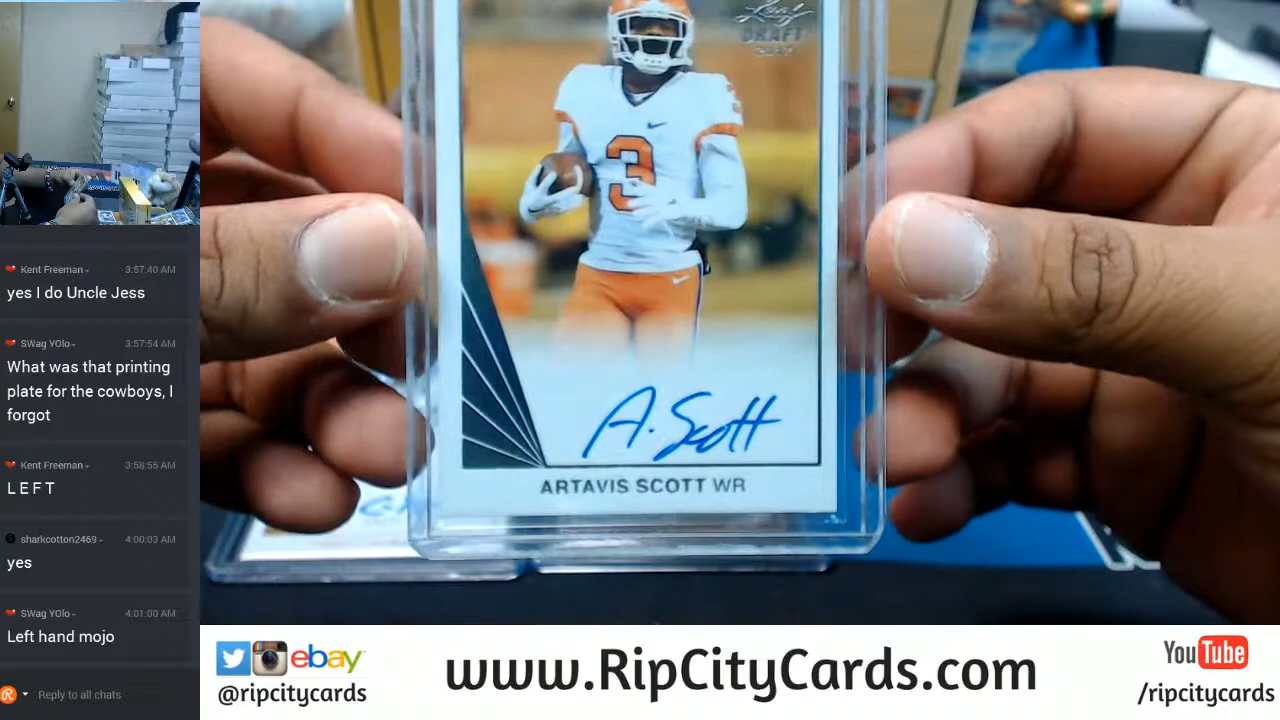 Kent Freeman 3:57:40 AM
yes I do Uncle Jess
SWag YOlo 3:57:54 AM
What was that printing
plate for the cowboys, I
forgot
Kent Freeman 3:58:55 AM
L E F T
sharkcotton2469 4:00:03 AM
yes
SWag YOlo 4:01:00 AM
Left hand mojo
Reply to all chats
Leaf
DRAFT
3
3
A. Scott
ARTAVIS SCOTT WR
ebay
@ripcitycards
www.RipCityCards.com
YouTube
/ripcitycards